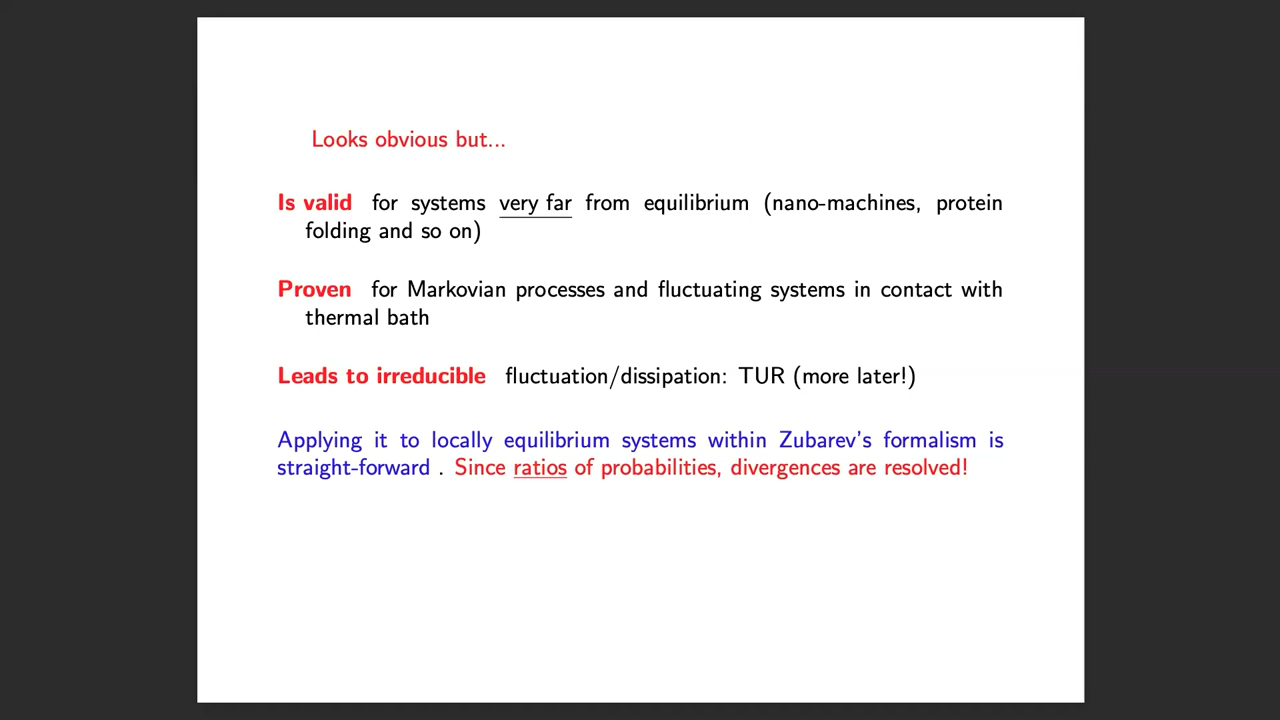 Looks obvious but...
Is valid for systems very far from equilibrium (nano-machines, protein
folding and so on)
Proven for Markovian processes and fluctuating systems in contact with
thermal bath
Leads to irreducible fluctuation/dissipation: TUR (more later!)
Applying it to locally equilibrium systems within Zubarev's formalism is
straight-forward . Since ratios of probabilities, divergences are resolved!